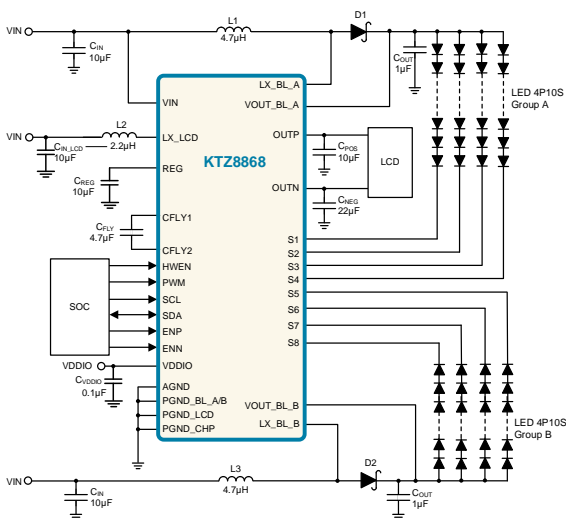 L1
4.7µH
D1
VIN
CIN
10µF
COUT
1µF
LED 4P10S
Group A
LX_BL_A
VIN
VOUT_BL_A
L2
2.2µH
VIN
CIN_LCD
10µF
LX_LCD
OUTP
KTZ8868
CPOS
10µF
LCD
REG
CREG
10µF
OUTN
CNEG
22µF
CFLY1
CFLY
4.7µF
CFLY2
S1
S2
S3
S4
S5
S6
S7
S8
SOC
HWEN
PWM
SCL
SDA
ENP
ENN
VDDIO
VDDIO
CVDDIO
0.1µF
AGND
PGND_BL_A/B
PGND_LCD
PGND_CHP
VOUT_BL_B
LX_BL_B
LED 4P10S
Group B
L3
4.7µH
D2
VIN
CIN
10µF
COUT
1µF